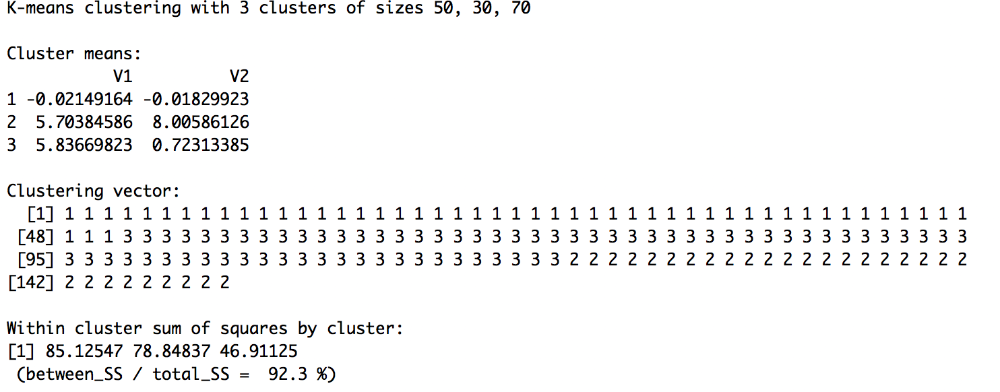 K-means clustering with 3 clusters of sizes 50, 30, 70
Cluster means:
V1 V2
1 -0.02149164 -0.01829923
2 5.70384586 8.00586126
3 5.83669823 0.72313385
Clustering vector:
[1] 1 1 1 1 1 1 1 1 1 1 1 1 1 1 1 1 1 1 1 1 1 1 1 1 1 1 1 1 1 1 1 1 1 1 1 1 1 1 1 1 1 1 1 1 1 1 1
[48] 1 1 1 3 3 3 3 3 3 3 3 3 3 3 3 3 3 3 3 3 3 3 3 3 3 3 3 3 3 3 3 3 3 3 3 3 3 3 3 3 3 3 3 3 3 3 3
[95] 3 3 3 3 3 3 3 3 3 3 3 3 3 3 3 3 3 3 3 3 3 3 3 3 3 3 2 2 2 2 2 2 2 2 2 2 2 2 2 2 2 2 2 2 2 2 2
[142] 2 2 2 2 2 2 2 2 2
Within cluster sum of squares by cluster:
[1] 85.12547 78.84837 46.91125
(between_SS / total_SS = 92.3 %)